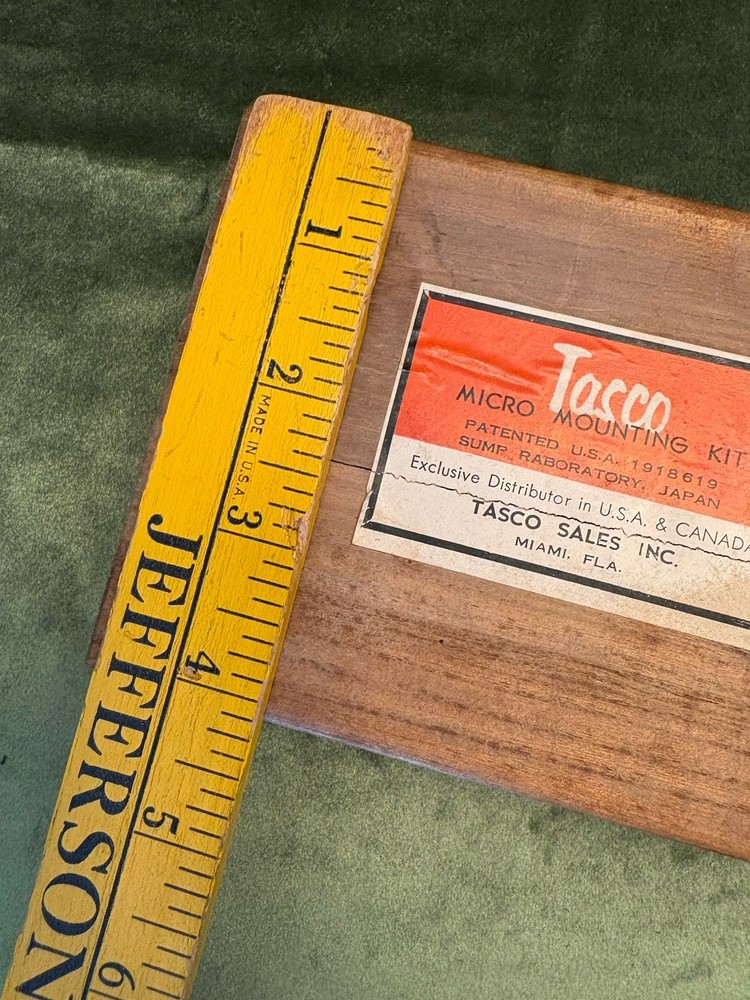 1
2
MADE IN U.S.A.
3
JEFFERSON
4
5
6
Tasco
MICRO MOUNTING KIT
PATENTED U.S.A. 1918619
SUMP RABORATORY, JAPAN
Exclusive Distributor in U.S.A. & CANADA
TASCO SALES INC.
MIAMI, FLA.